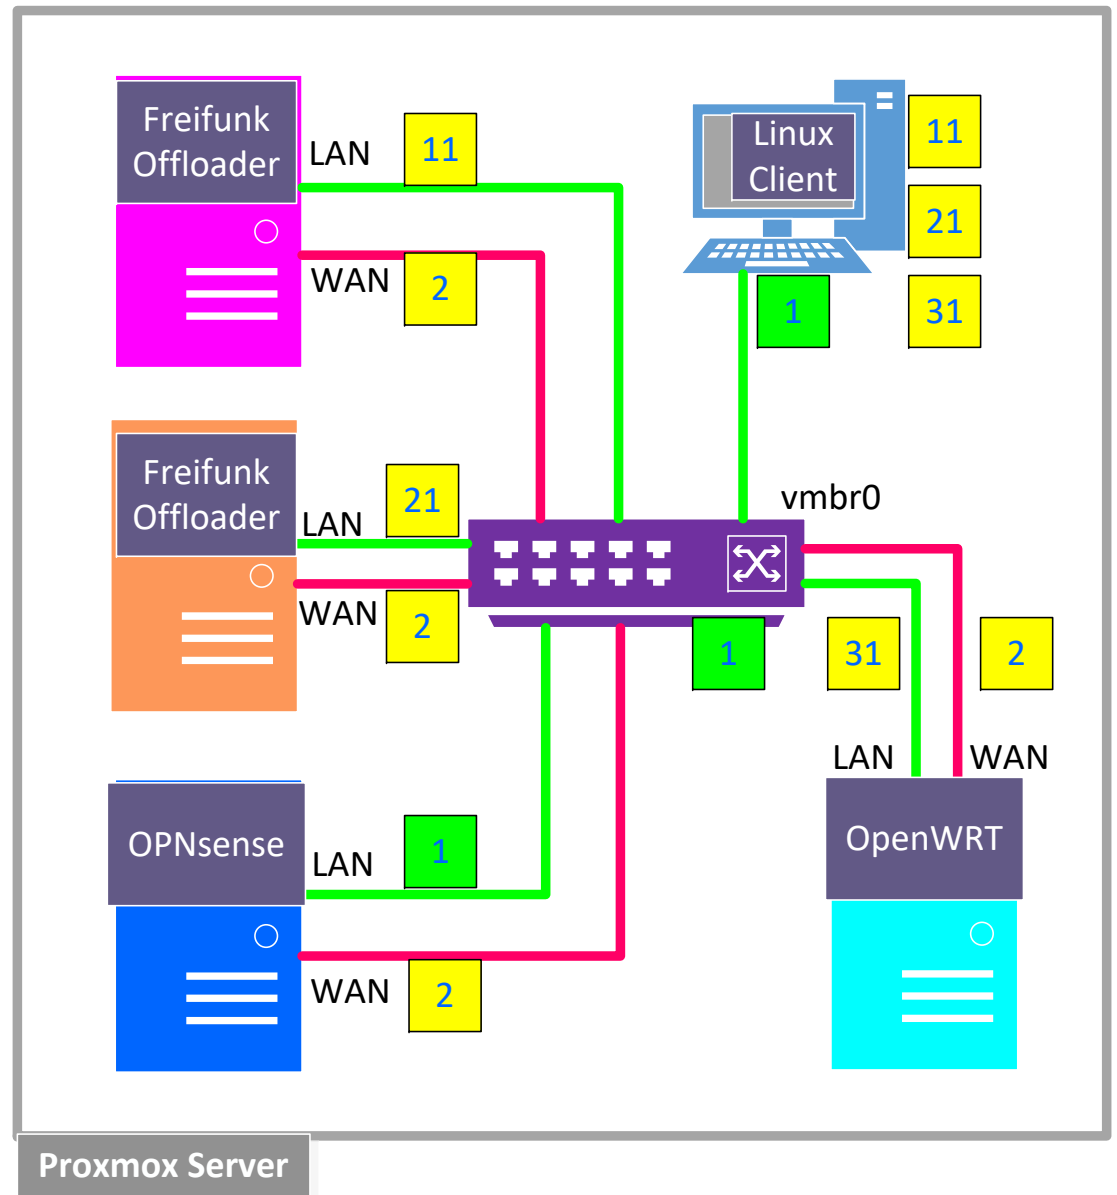 Freifunk
Offloader
LAN
11
WAN
2
Linux
Client
11
21
31
1
Freifunk
Offloader
LAN
21
WAN
2
vmbr0
1
31
2
LAN
WAN
OPNsense
LAN
1
WAN
2
OpenWRT
Proxmox Server